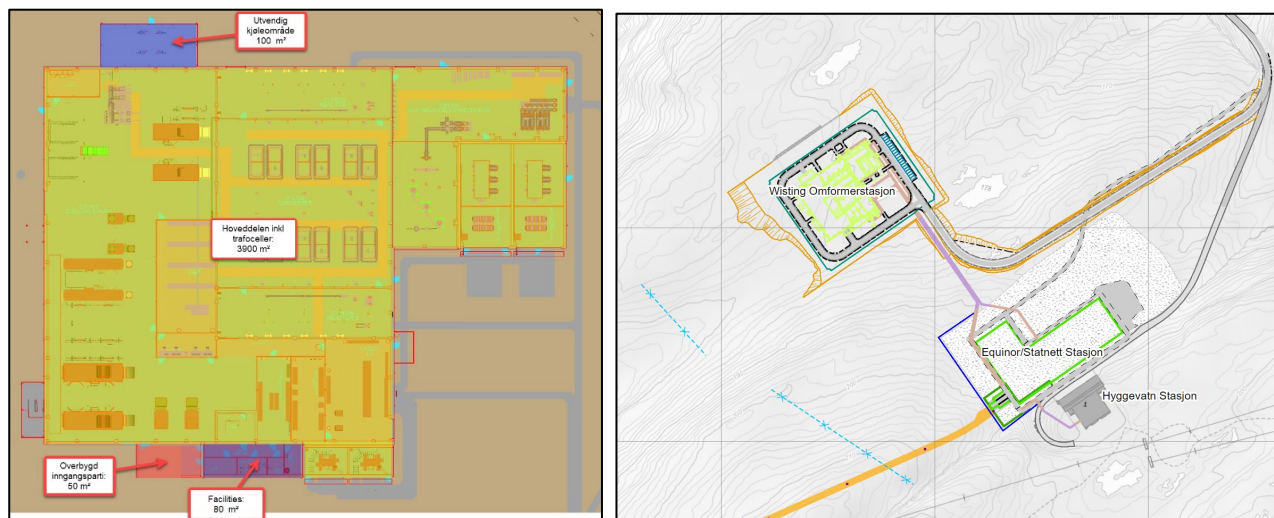 Utvendig
kjøleområde
100 m²
Hoveddelen inkl
trafoceller:
3900 m²
Overbygd
inngangsparti:
50 m²
Facilities:
80 m²
Wisting Omformerstasjon
Equinor/Statnett Stasjon
Hyggevatn Stasjon